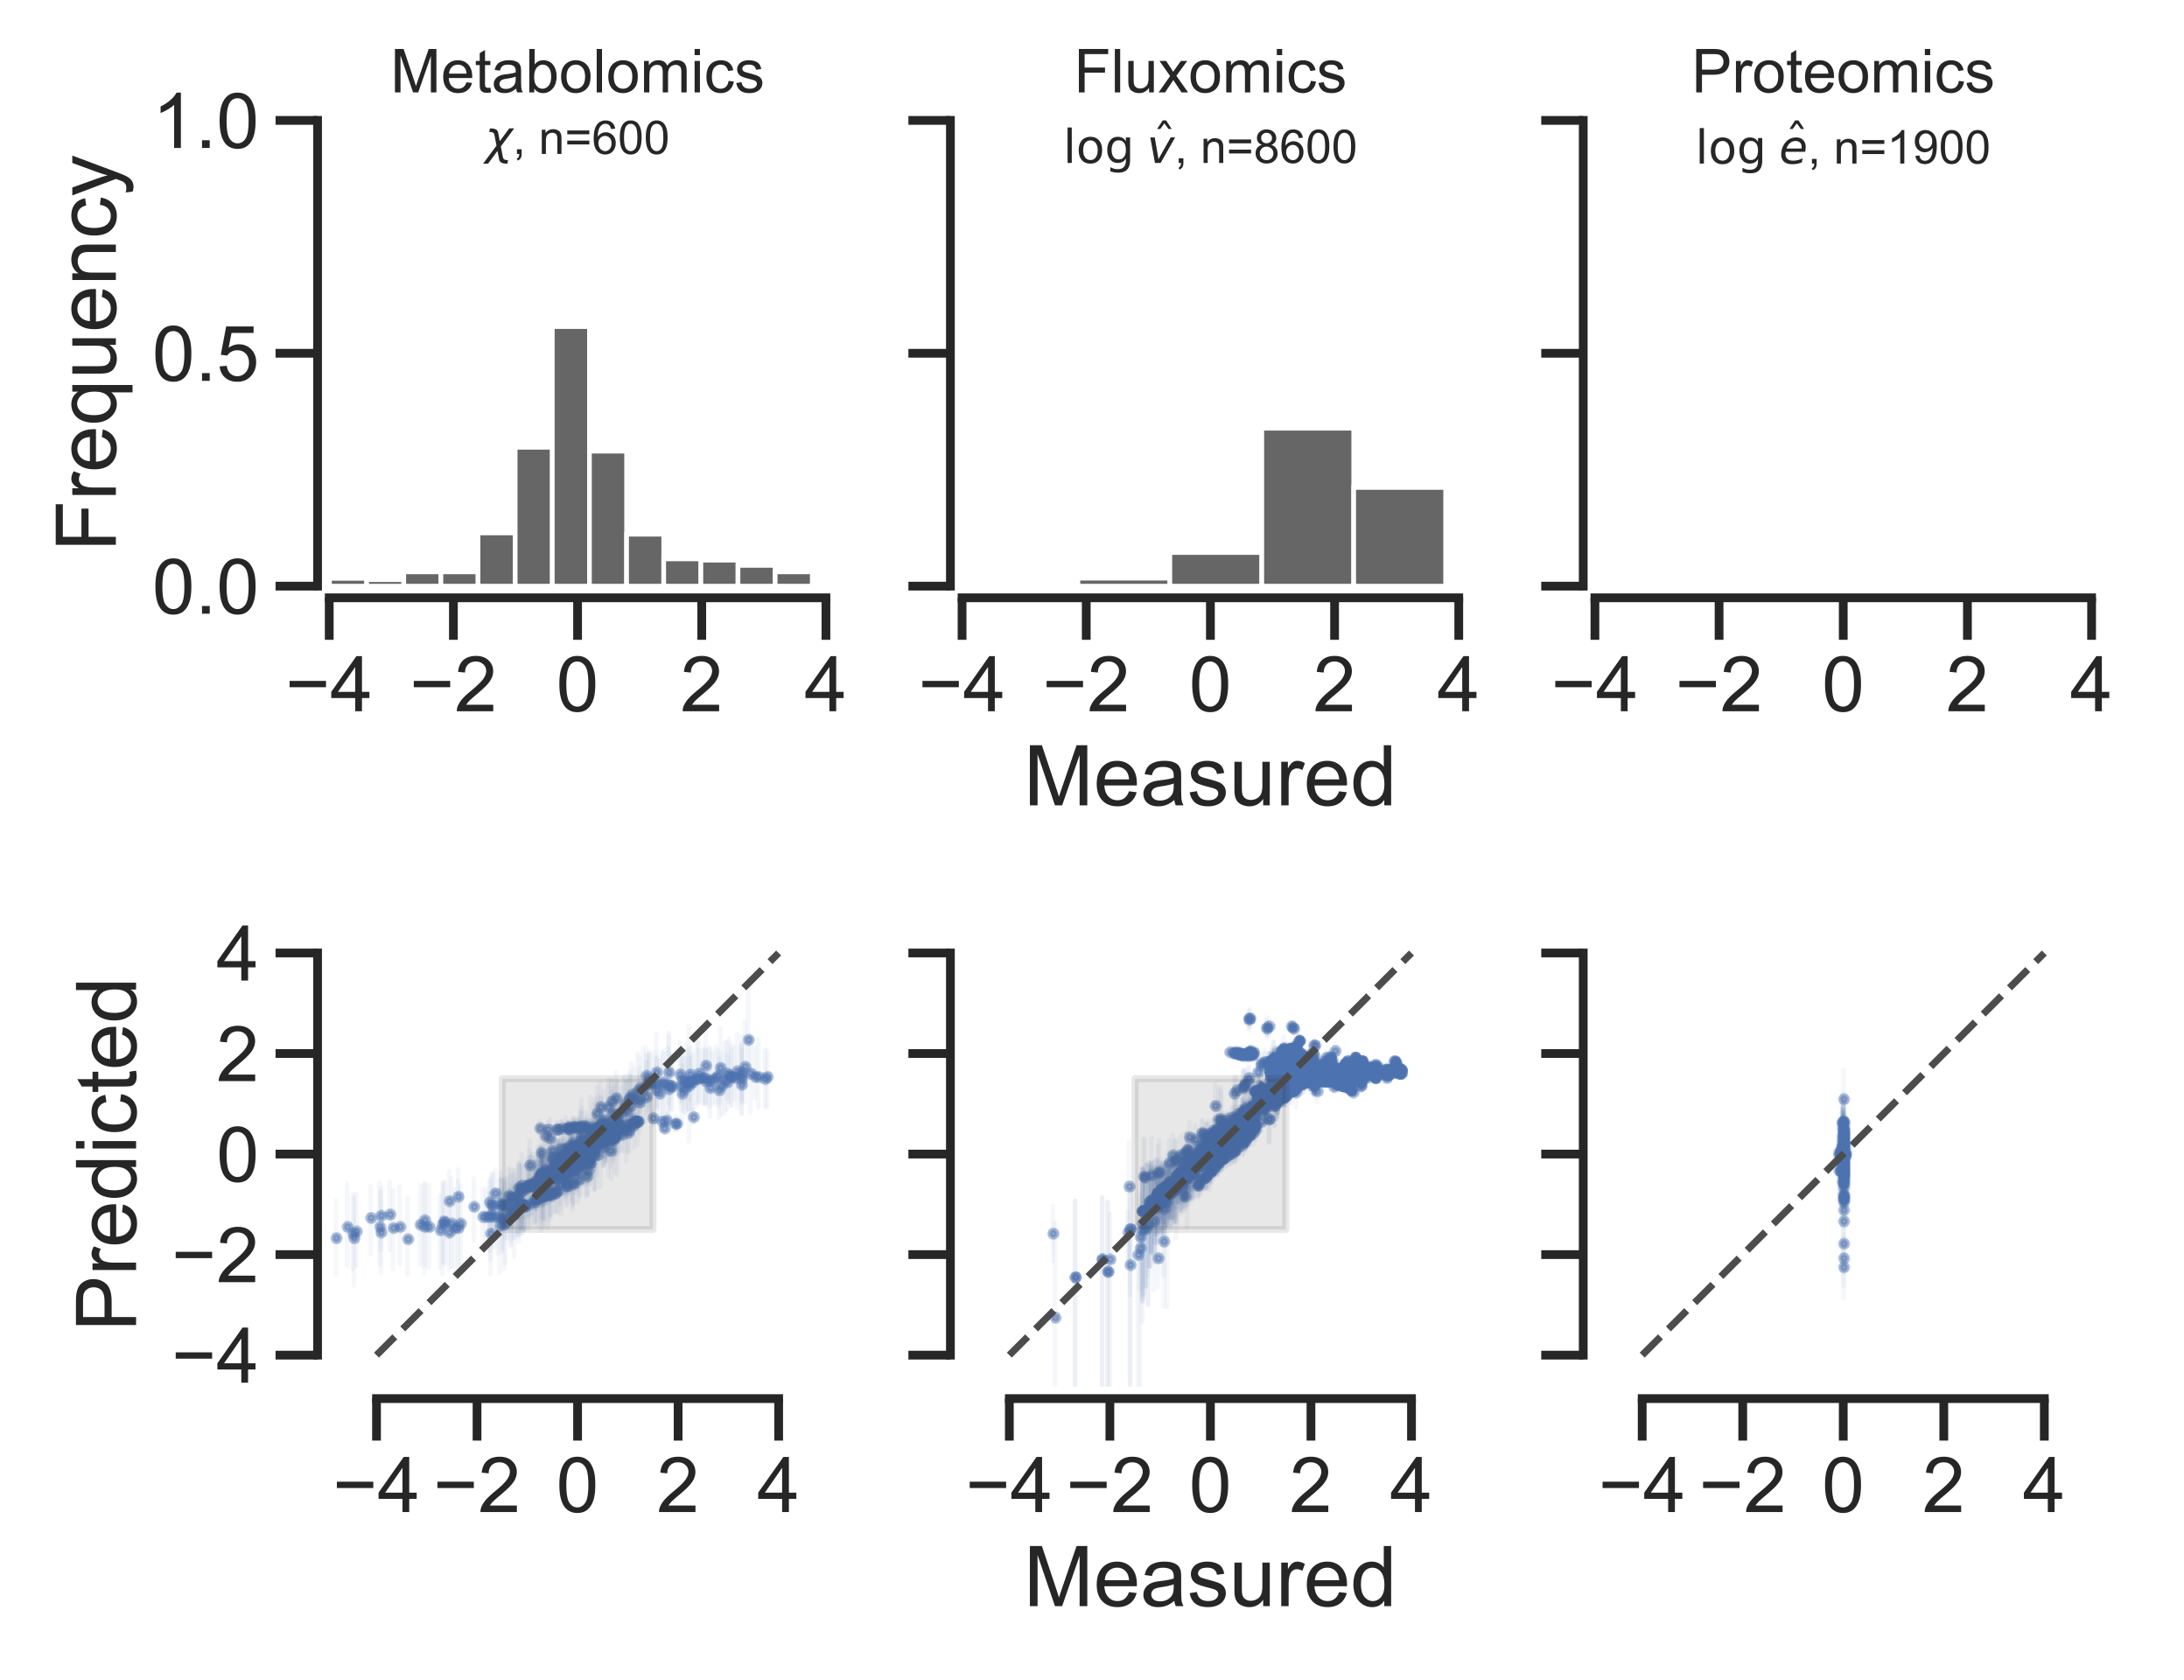 Metabolomics
χ, n=600
Fluxomics
log v̂, n=8600
Proteomics
log ê, n=1900
Frequency
1.0
0.5
0.0
−4 −2 0 2 4
−4 −2 0 2 4
−4 −2 0 2 4
Measured
Predicted
4
2
0
−2
−4
−4 −2 0 2 4
−4 −2 0 2 4
−4 −2 0 2 4
Measured